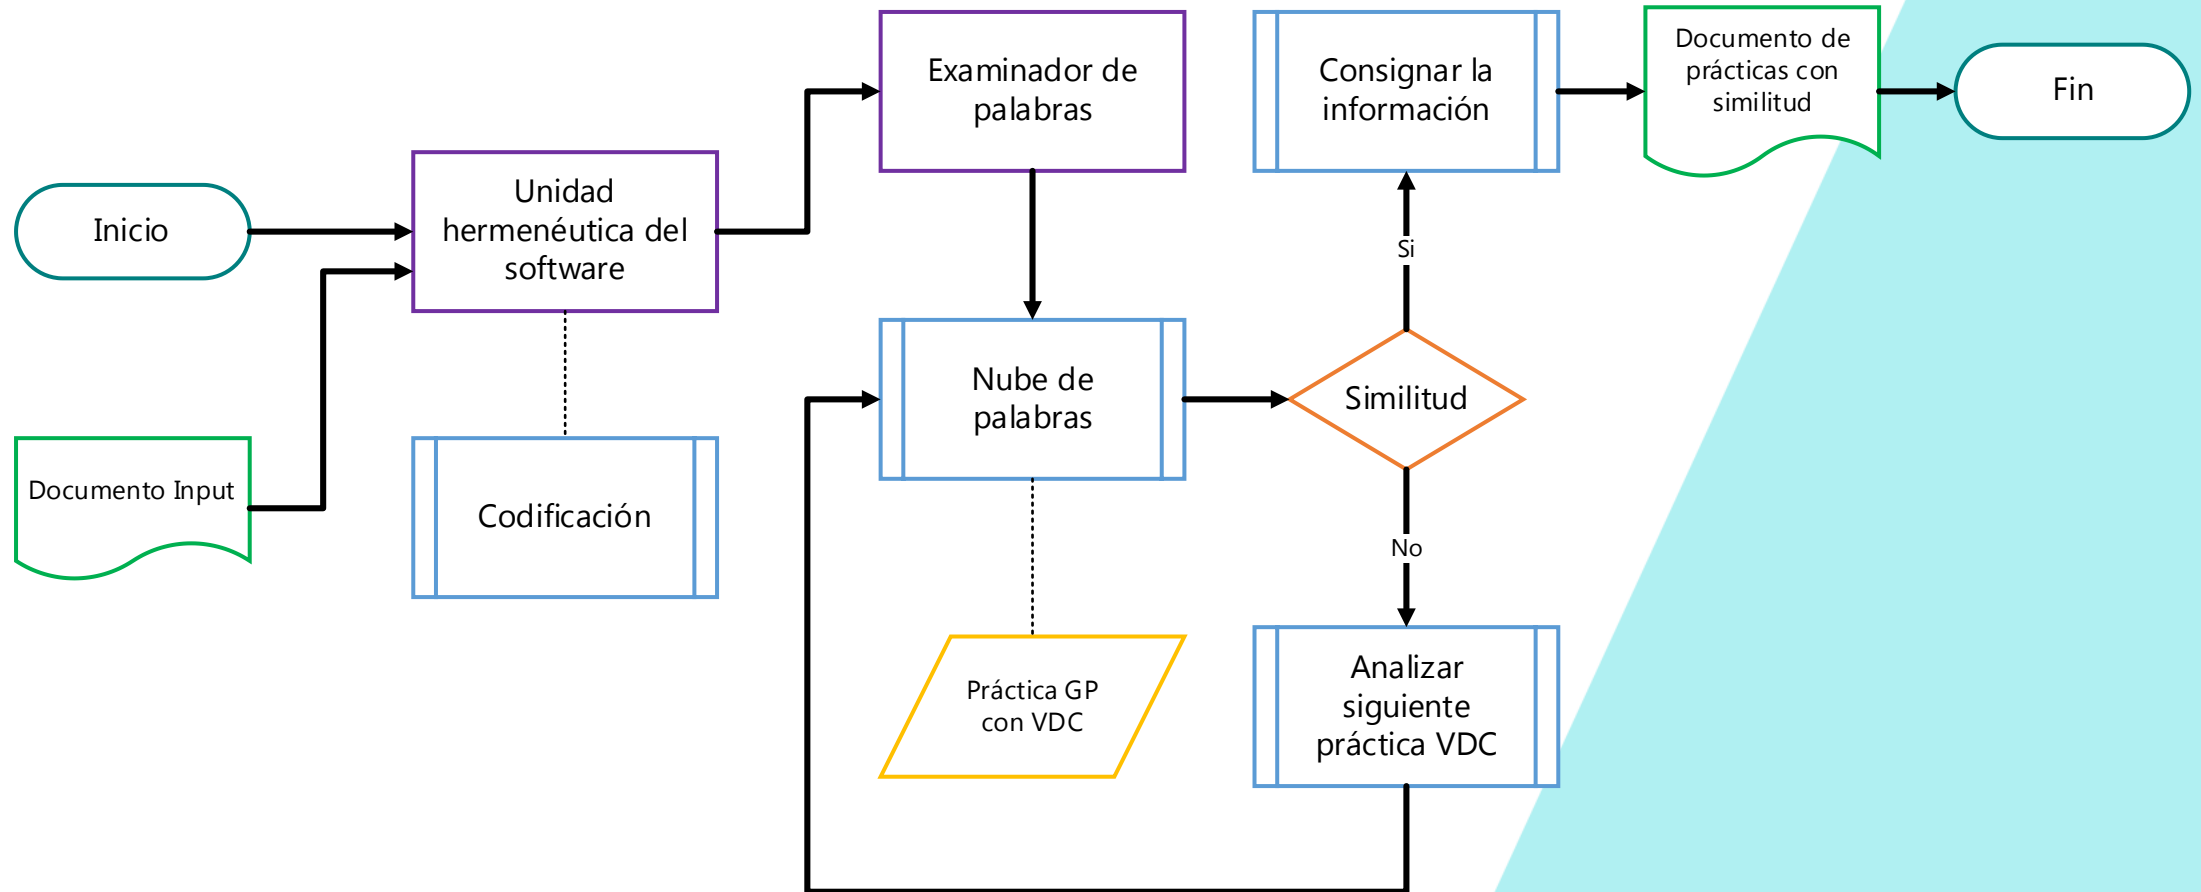 Inicio
Documento Input
Unidad
hermenéutica del
software
Codificación
Examinador de
palabras
Nube de
palabras
Práctica GP
con VDC
Similitud
Si
No
Consignar la
información
Analizar
siguiente
práctica VDC
Documento de
prácticas con
similitud
Fin